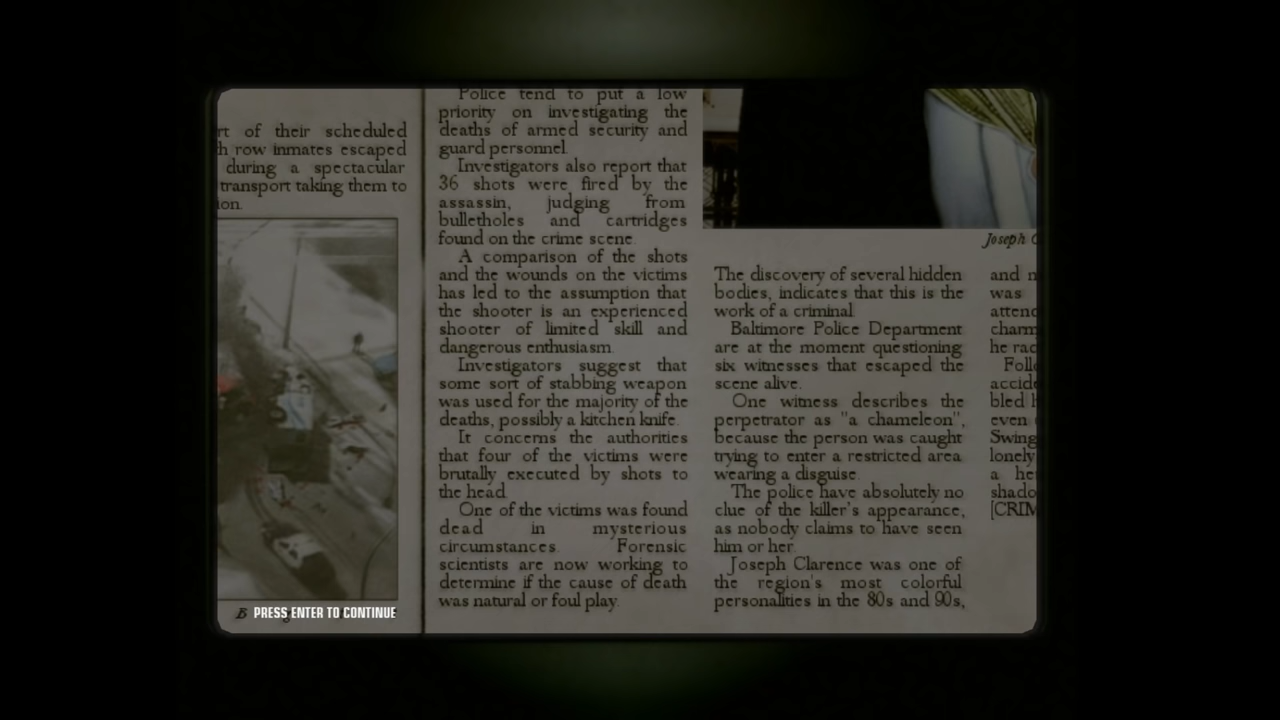 rt of their scheduled
h row inmates escaped
during a spectacular
transport taking them to
ion.
Police tend to put a low
priority on investigating the
deaths of armed security and
guard personnel.
Investigators also report that
36 shots were fired by the
assassin, judging from
bulletholes and cartridges
found on the crime scene.
A comparison of the shots
and the wounds on the victims
has led to the assumption that
the shooter is an experienced
shooter of limited skill and
dangerous enthusiasm.
Investigators suggest that
some sort of stabbing weapon
was used for the majority of the
deaths, possibly a kitchen knife.
It concerns the authorities
that four of the victims were
brutally executed by shots to
the head.
One of the victims was found
dead in mysterious
circumstances. Forensic
scientists are now working to
determine if the cause of death
was natural or foul play.
Joseph C
The discovery of several hidden
bodies, indicates that this is the
work of a criminal.
Baltimore Police Department
are at the moment questioning
six witnesses that escaped the
scene alive.
One witness describes the
perpetrator as "a chameleon",
because the person was caught
trying to enter a restricted area
wearing a disguise.
The police have absolutely no
clue of the killer's appearance,
as nobody claims to have seen
him or her.
Joseph Clarence was one of
the region's most colorful
personalities in the 80s and 90s,
and n
was
attend
charm
he rac
Follo
accide
bled h
even
Swing
lonely
a he
shado
[CRIM
B
PRESS ENTER TO CONTINUE